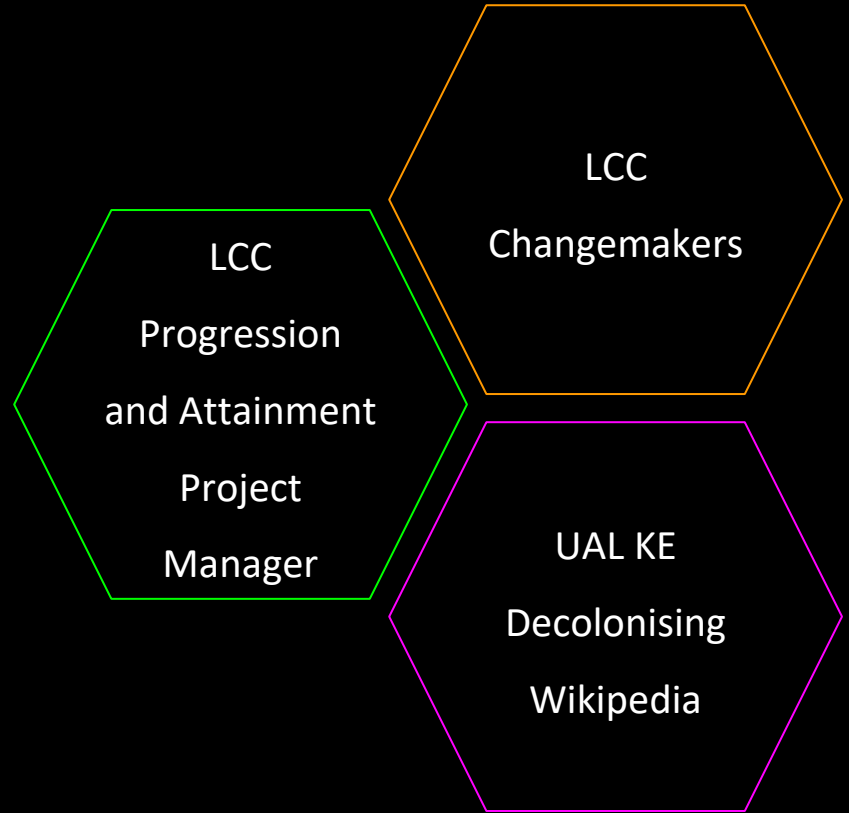 LCC
Changemakers
LCC
Progression
and Attainment
Project
Manager
UAL KE
Decolonising
Wikipedia